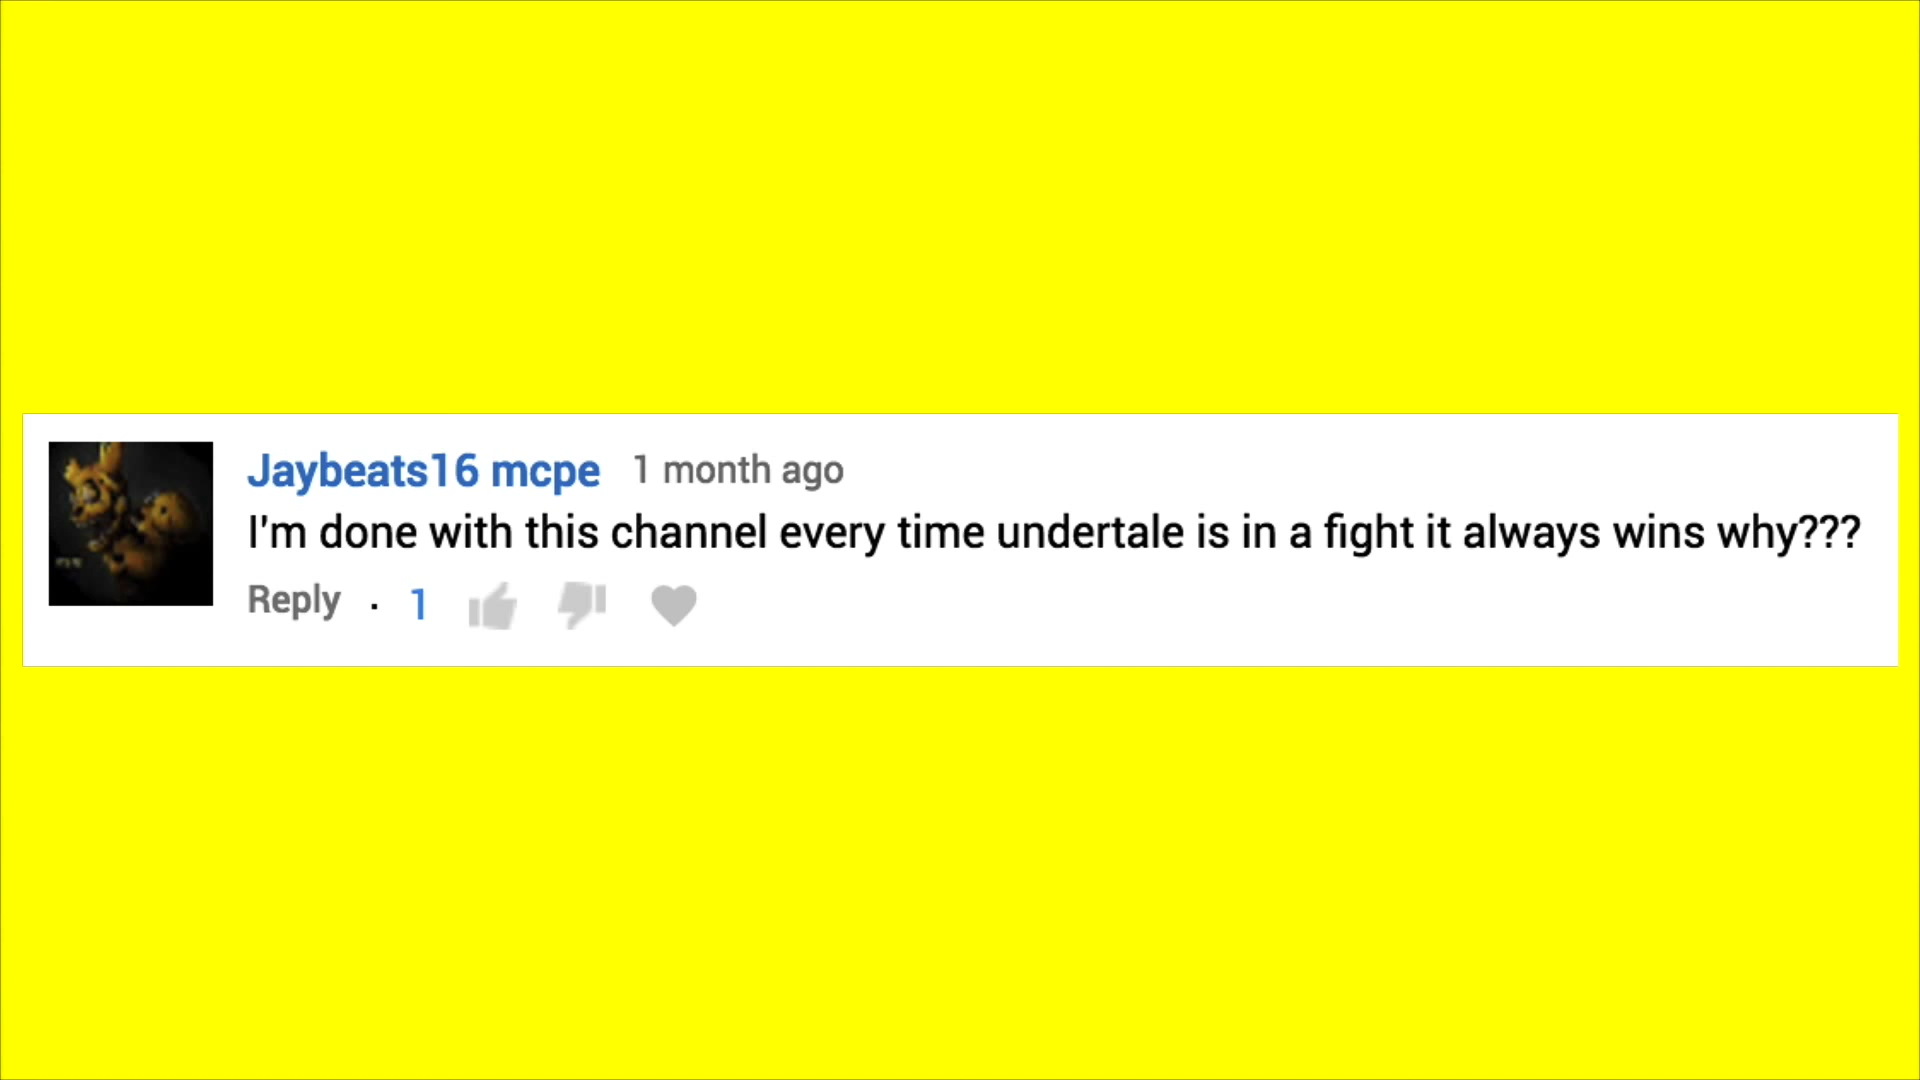 Jaybeats16 mcpe 1 month ago
I'm done with this channel every time undertale is in a fight it always wins why???
Reply · 1